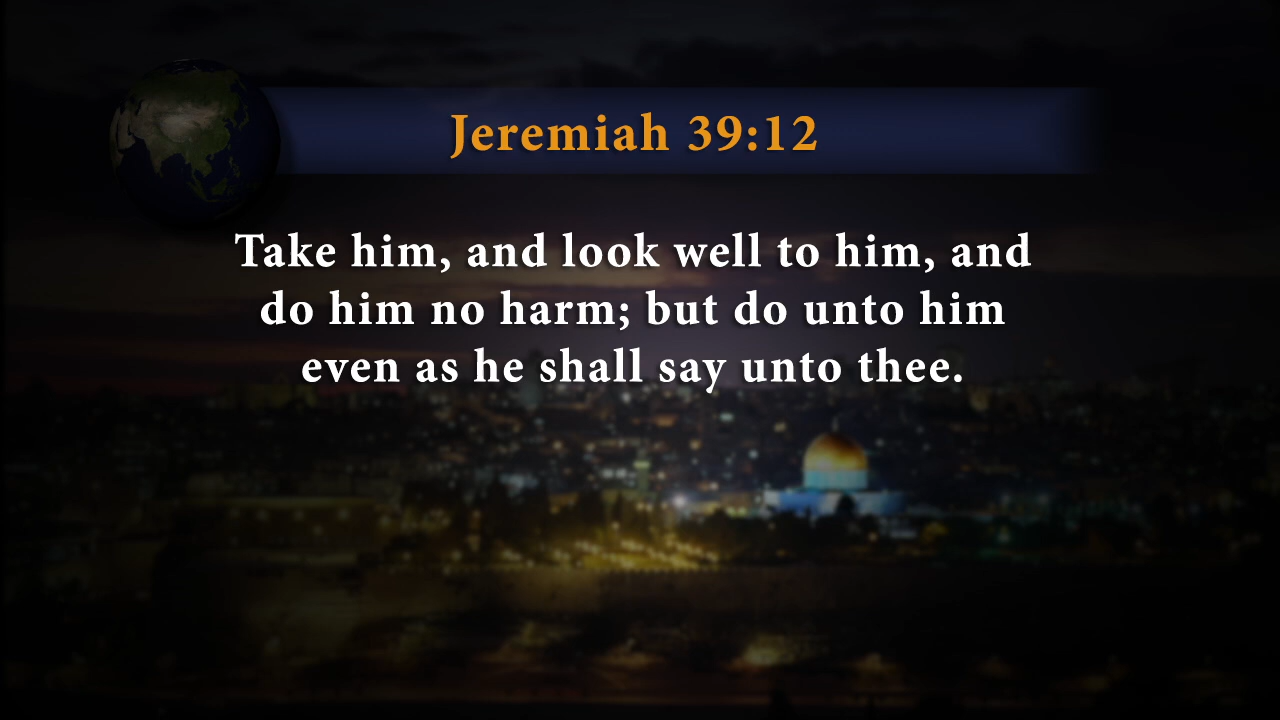 Jeremiah 39:12
Take him, and look well to him, and
do him no harm; but do unto him
even as he shall say unto thee.